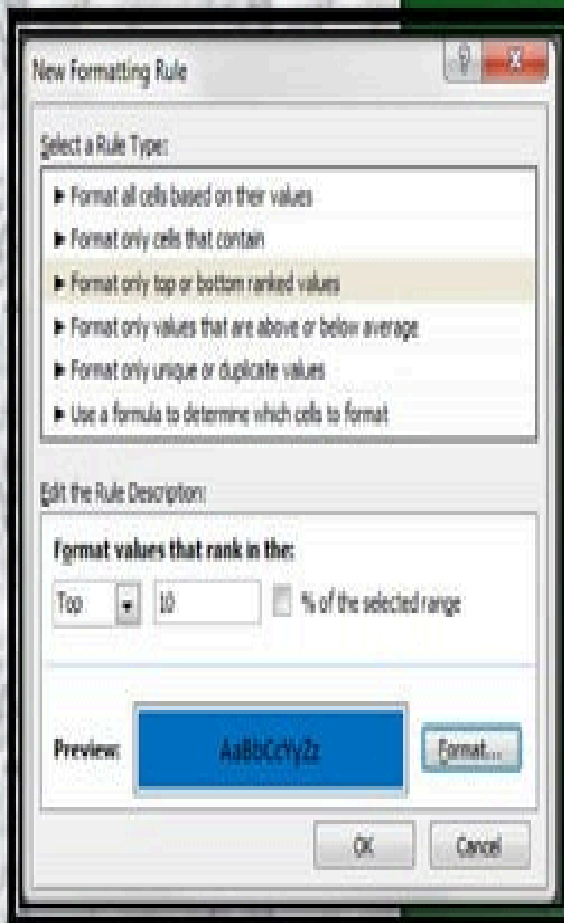 New Formatting Rule
Select a Rule Type:
► Format all cells based on their values
► Format only cells that contain
► Format only top or bottom ranked values
► Format only values that are above or below average
► Format only unique or duplicate values
► Use a formula to determine which cells to format
Edit the Rule Description:
Format values that rank in the:
Top 10 % of the selected range
Preview: AaBbCcYyZz Format...
OK Cancel